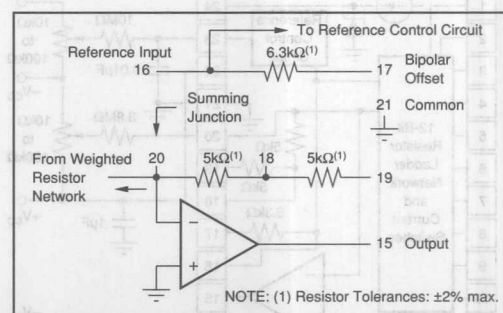 To Reference Control Circuit
Reference Input
16
6.3kΩ(1)
17 Bipolar Offset
21 Common
Summing Junction
From Weighted Resistor Network
20
5kΩ(1)
18
5kΩ(1)
19
−
+
15 Output
NOTE: (1) Resistor Tolerances: ±2% max.